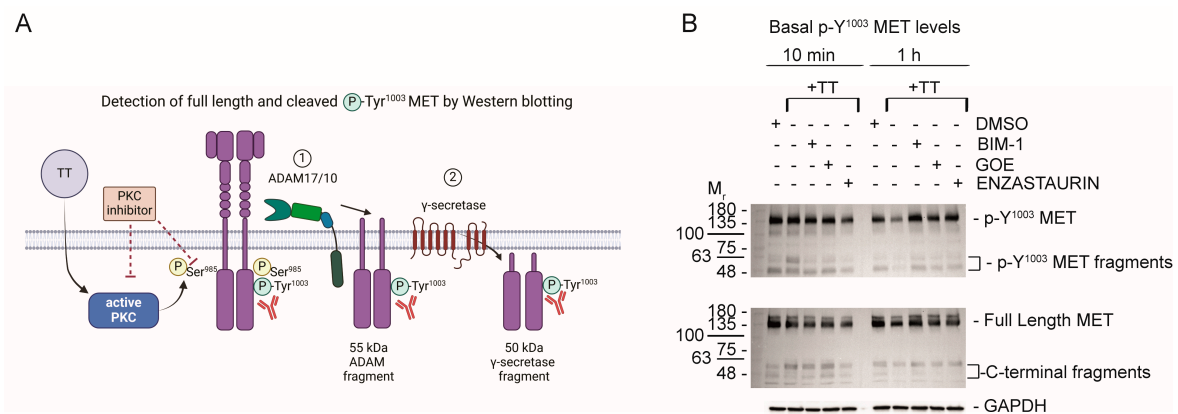 A
Detection of full length and cleaved P-Tyr1003 MET by Western blotting
TT
PKC
inhibitor
P
Ser985
active
PKC
P
Ser985
P-Tyr1003
1
ADAM17/10
P-Tyr1003
55 kDa
ADAM
fragment
2
γ-secretase
P-Tyr1003
50 kDa
γ-secretase
fragment
B
Basal p-Y1003 MET levels
10 min 1 h
+TT +TT
+ - - - - + - - - - DMSO
- - + - - - - + - - BIM-1
- - - + - - - - + - GOE
- - - - + - - - - + ENZASTAURIN
Mr
180 -
135 -
100
75 -
63
48 -
- p-Y1003 MET
- p-Y1003 MET fragments
180 -
135 -
100
75 -
63
48 -
- Full Length MET
-C-terminal fragments
- GAPDH